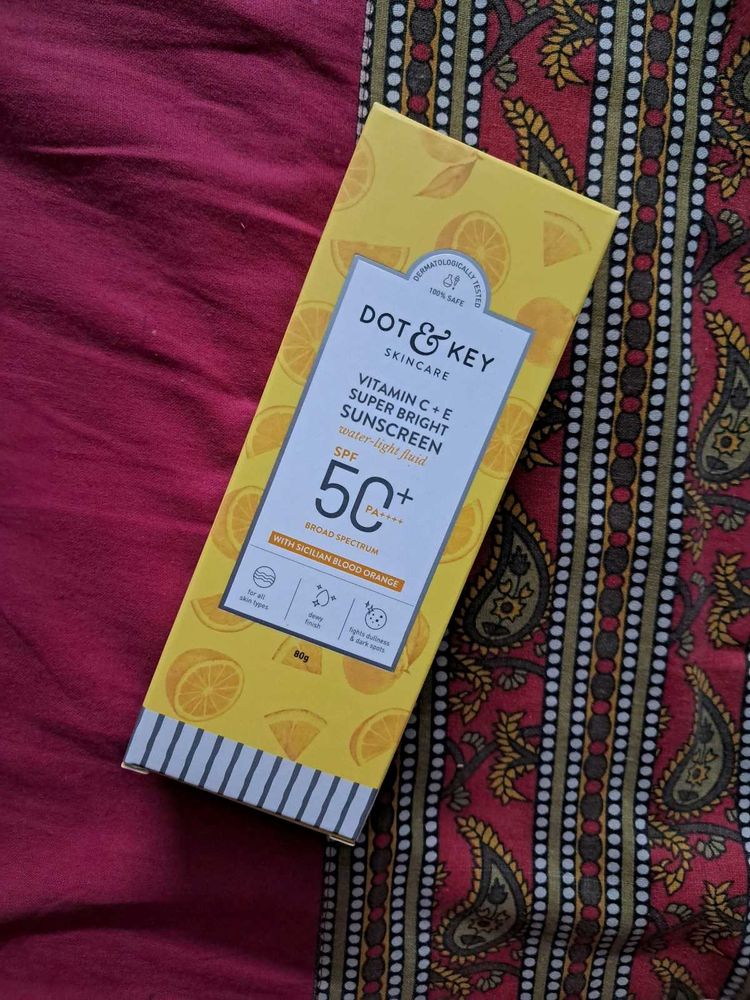 DERMATOLOGICALLY TESTED
100% SAFE
DOT & KEY
SKINCARE
VITAMIN C + E
SUPER BRIGHT
SUNSCREEN
water-light fluid
SPF
50+
PA++++
BROAD SPECTRUM
WITH SICILIAN BLOOD ORANGE
for all
skin types
dewy
finish
fights dullness
& dark spots
80g